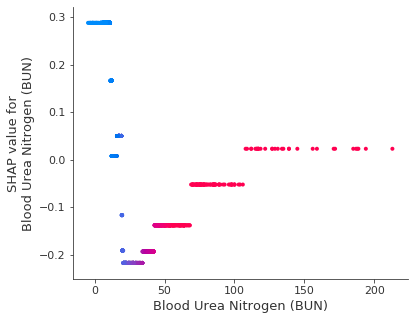 0.3
0.2
0.1
0.0
−0.1
−0.2
SHAP value for
Blood Urea Nitrogen (BUN)
0 50 100 150 200
Blood Urea Nitrogen (BUN)